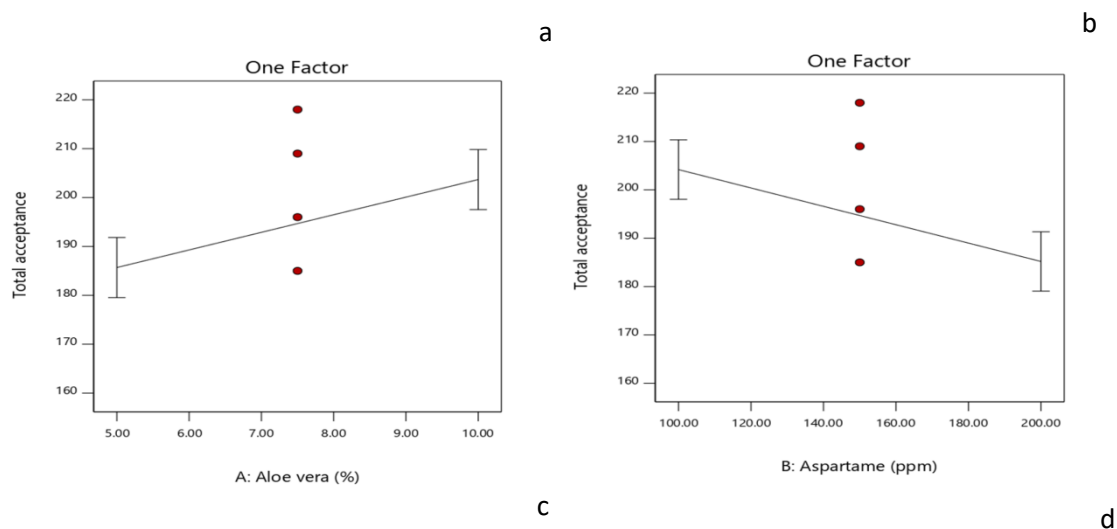 a
One Factor
Total acceptance
220
210
200
190
180
170
160
5.00 6.00 7.00 8.00 9.00 10.00
A: Aloe vera (%)
c
b
One Factor
Total acceptance
220
210
200
190
180
170
160
100.00 120.00 140.00 160.00 180.00 200.00
B: Aspartame (ppm)
d